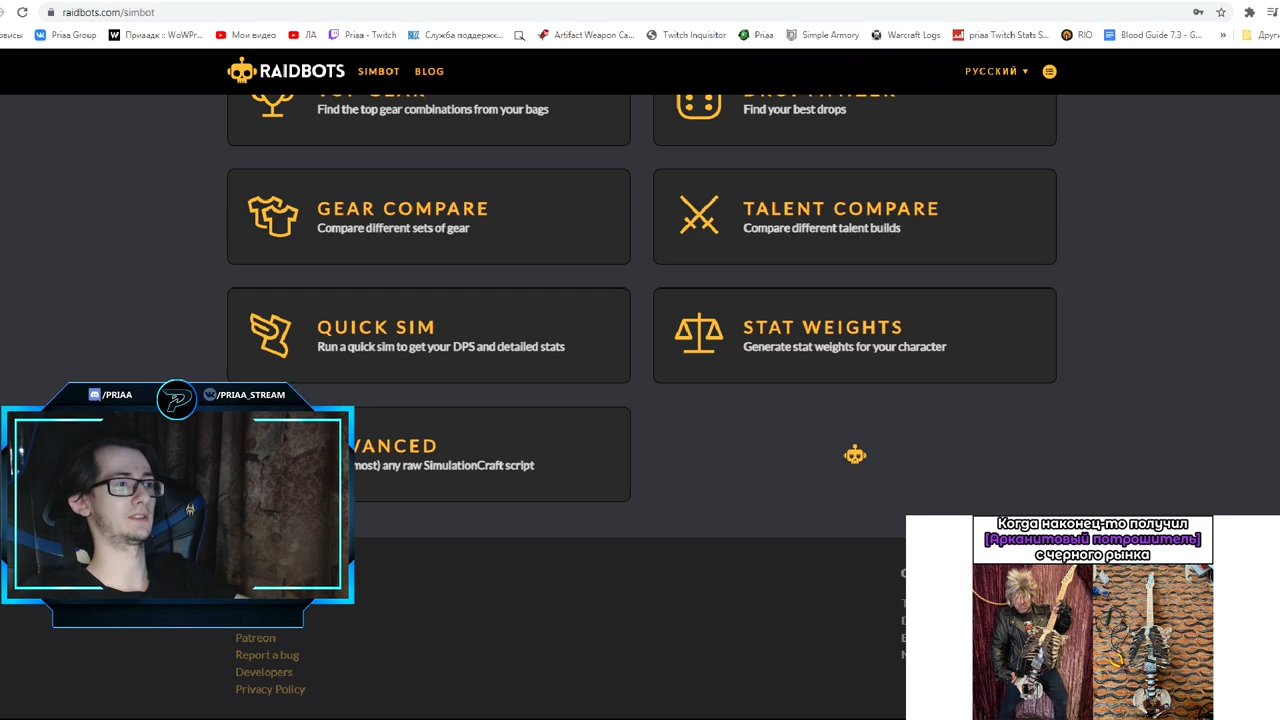 raidbots.com/simbot
рвисы
Priaa Group
Приаадк :: WoWPr...
Мои видео
ЛА
Priaa - Twitch
Служба поддержк...
Artifact Weapon Ca...
Twitch Inquisitor
Priaa
Simple Armory
Warcraft Logs
priaa Twitch Stats S...
RIO
Blood Guide 7.3 - G...
»
Други
RAIDBOTS
SIMBOT
BLOG
РУССКИЙ ▾
TOP GEAR
Find the top gear combinations from your bags
DROPTIMIZER
Find your best drops
GEAR COMPARE
Compare different sets of gear
TALENT COMPARE
Compare different talent builds
QUICK SIM
Run a quick sim to get your DPS and detailed stats
STAT WEIGHTS
Generate stat weights for your character
/PRIAA
/PRIAA_STREAM
VANCED
most) any raw SimulationCraft script
Когда наконец-то получил
[Арканитовый потрошитель]
с черного рынка
Patreon
Report a bug
Developers
Privacy Policy